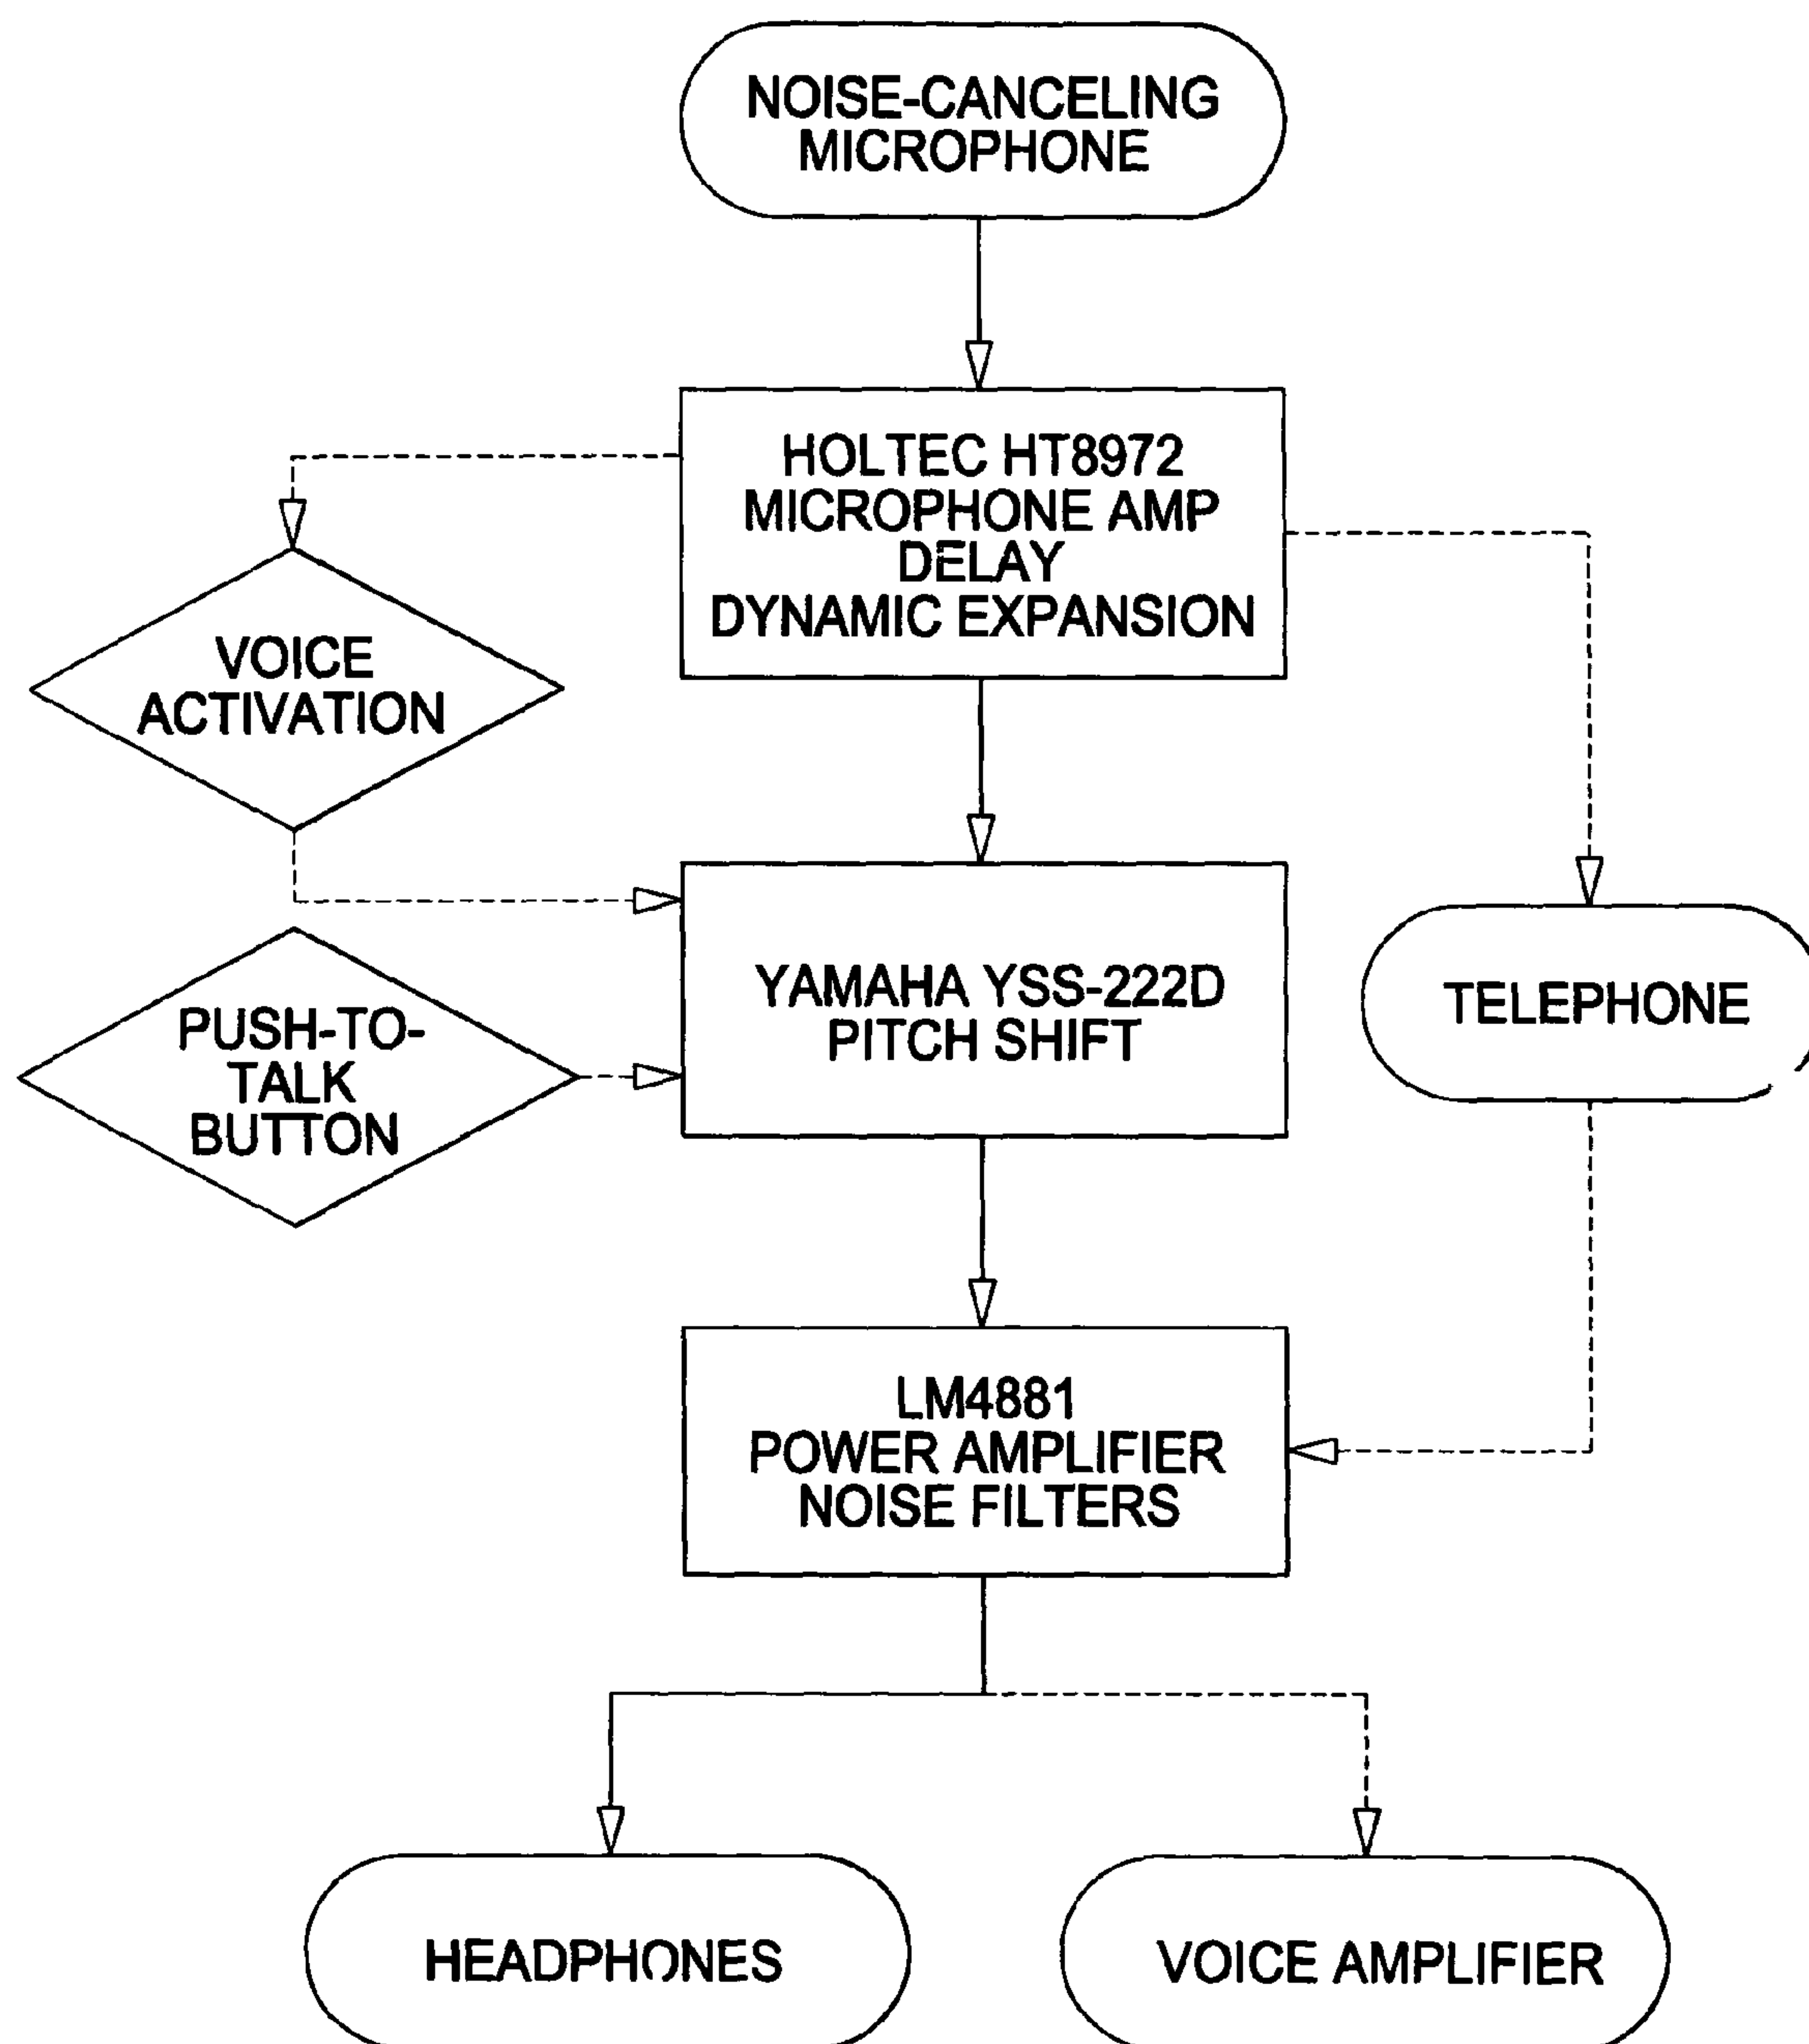 NOISE-CANCELING
MICROPHONE
HOLTEC HT8972
MICROPHONE AMP
DELAY
DYNAMIC EXPANSION
VOICE
ACTIVATION
YAMAHA YSS-222D
PITCH SHIFT
TELEPHONE
PUSH-TO-
TALK
BUTTON
LM4881
POWER AMPLIFIER
NOISE FILTERS
HEADPHONES
VOICE AMPLIFIER